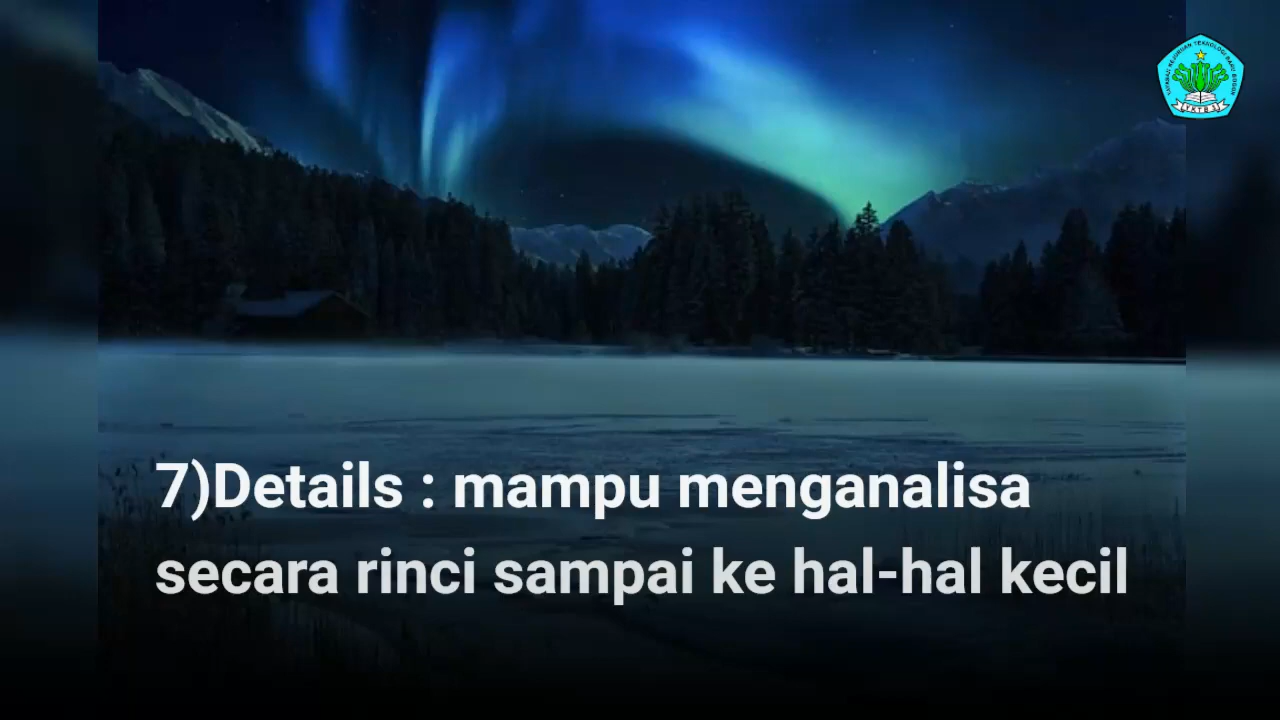 7)Details : mampu menganalisa
secara rinci sampai ke hal-hal kecil